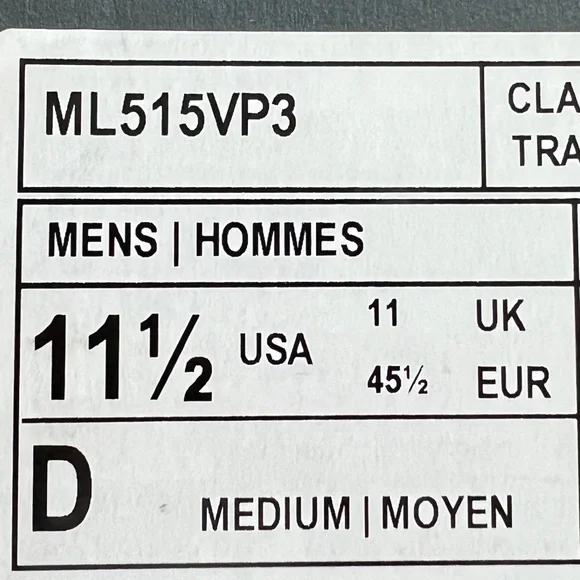 ML515VP3
CLA
TRA
MENS | HOMMES
11½ USA
11 UK
45½ EUR
D
MEDIUM | MOYEN